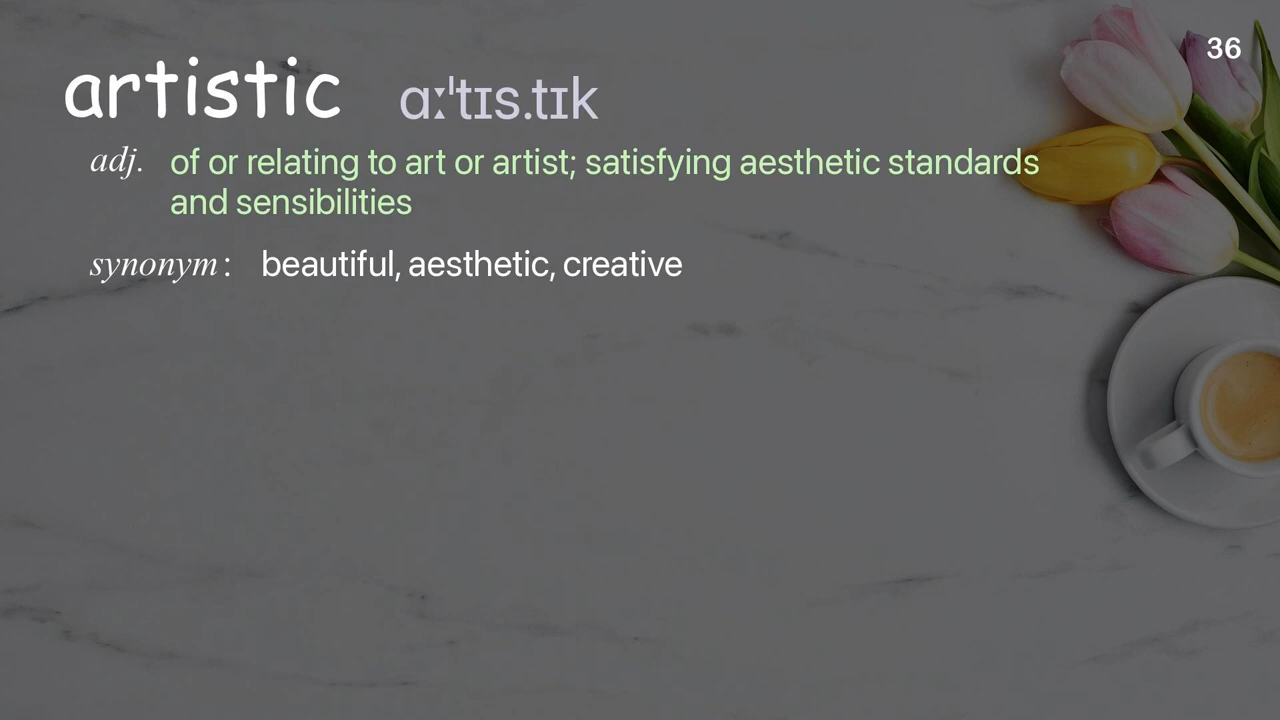 36
artistic ɑːˈtɪs.tɪk
adj. of or relating to art or artist; satisfying aesthetic standards
and sensibilities
synonym : beautiful, aesthetic, creative